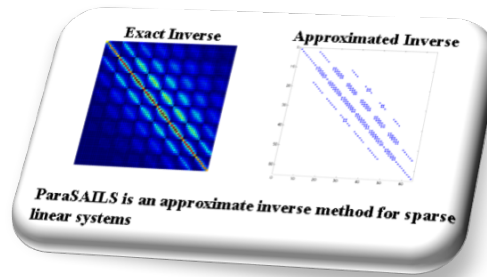 Exact Inverse
Approximated Inverse
ParaSAILS is an approximate inverse method for sparse
linear systems